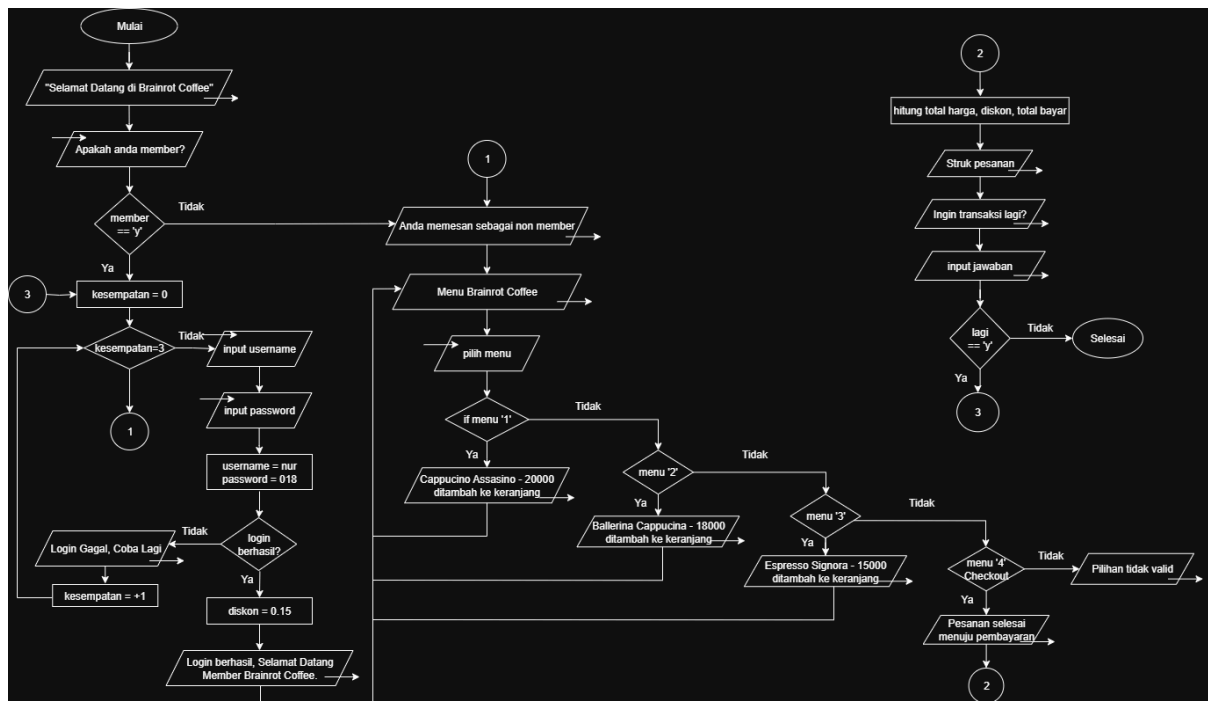 Mulai
"Selamat Datang di Brainrot Coffee"
Apakah anda member?
member
== 'y'
Tidak
Ya
3
kesempatan = 0
kesempatan=3
Tidak
1
input username
input password
username = nur
password = 018
login
berhasil?
Tidak
Login Gagal, Coba Lagi
kesempatan = +1
Ya
diskon = 0.15
Login berhasil, Selamat Datang
Member Brainrot Coffee.
1
Anda memesan sebagai non member
Menu Brainrot Coffee
pilih menu
if menu '1'
Tidak
Ya
Cappucino Assasino - 20000
ditambah ke keranjang
menu '2'
Tidak
Ya
Ballerina Cappucina - 18000
ditambah ke keranjang
menu '3'
Tidak
Ya
Espresso Signora - 15000
ditambah ke keranjang
menu '4'
Checkout
Tidak
Pilihan tidak valid
Ya
Pesanan selesai
menuju pembayaran
2
2
hitung total harga, diskon, total bayar
Struk pesanan
Ingin transaksi lagi?
input jawaban
lagi
== 'y'
Tidak
Selesai
Ya
3